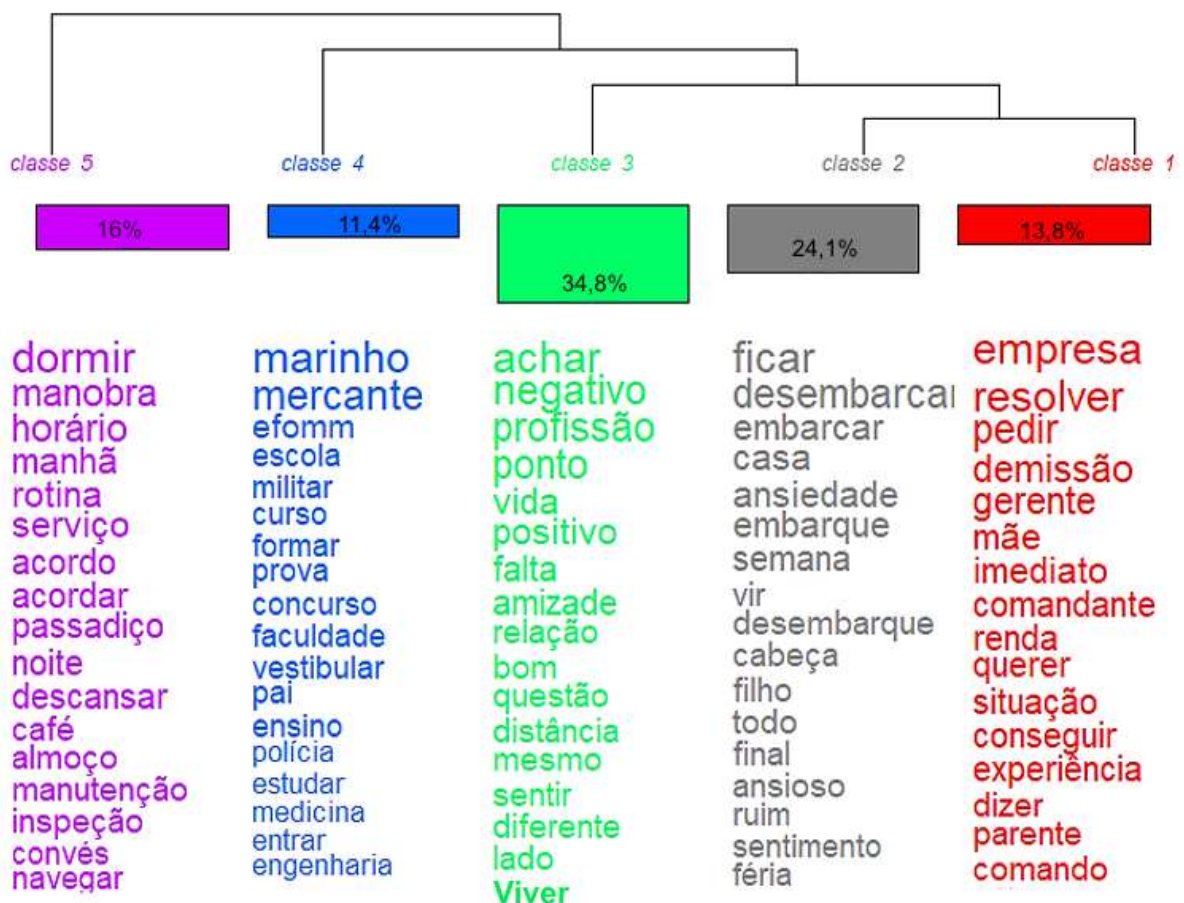 classe 5
classe 4
classe 3
classe 2
classe 1
16%
11,4%
34,8%
24,1%
13,8%
dormir
manobra
horário
manhã
rotina
serviço
acordo
acordar
passadiço
noite
descansar
café
almoço
manutenção
inspeção
convés
navegar
marinho
mercante
efomm
escola
militar
curso
formar
prova
concurso
faculdade
vestibular
pai
ensino
polícia
estudar
medicina
entrar
engenharia
achar
negativo
profissão
ponto
vida
positivo
falta
amizade
relação
bom
questão
distância
mesmo
sentir
diferente
lado
Viver
ficar
desembarcar
embarcar
casa
ansiedade
embarque
semana
vir
desembarque
cabeça
filho
todo
final
ansioso
ruim
sentimento
féria
empresa
resolver
pedir
demissão
gerente
mãe
imediato
comandante
renda
querer
situação
conseguir
experiência
dizer
parente
comando